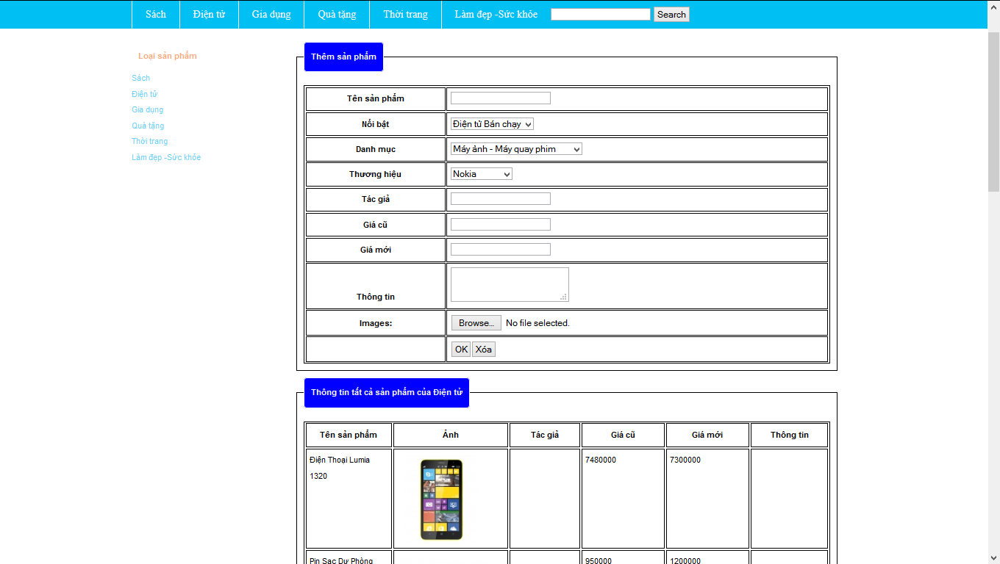 Sách Điện tử Gia dụng Quà tặng Thời trang Làm đẹp -Sức khỏe Search
Loại sản phẩm
Sách
Điện tử
Gia dụng
Quà tặng
Thời trang
Làm đẹp -Sức khỏe
Thêm sản phẩm
Tên sản phẩm
Nổi bật Điện tử Bán chạy
Danh mục Máy ảnh - Máy quay phim
Thương hiệu Nokia
Tác giả
Giá cũ
Giá mới
Thông tin
Images: Browse... No file selected.
OK Xóa
Thông tin tất cả sản phẩm của Điện tử
Tên sản phẩm Ảnh Tác giả Giá cũ Giá mới Thông tin
Điện Thoại Lumia 7480000 7300000
1320
Pin Sạc Dự Phòng 950000 1200000